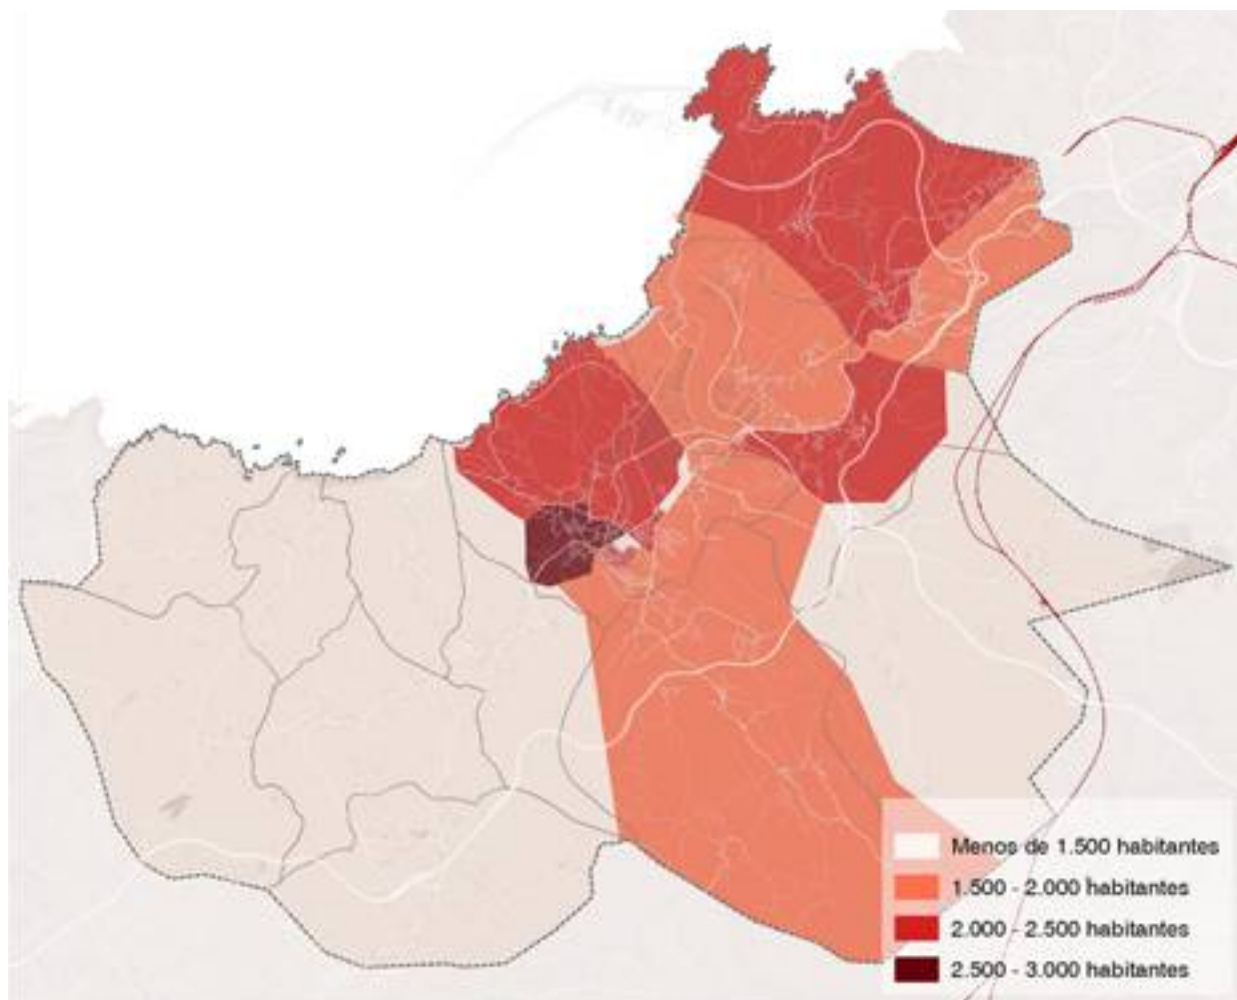 Menos de 1.500 habitantes
1.500 - 2.000 habitantes
2.000 - 2.500 habitantes
2.500 - 3.000 habitantes